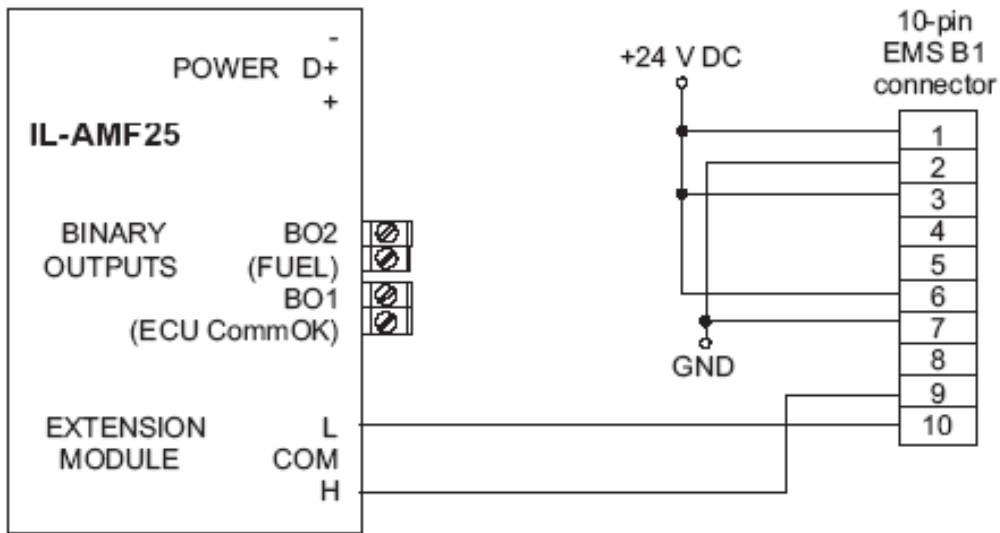 -
POWER D+
+
IL-AMF25
BINARY BO2
OUTPUTS (FUEL)
BO1
(ECU CommOK)
EXTENSION L
MODULE COM
H
+24 V DC
GND
10-pin
EMS B1
connector
1
2
3
4
5
6
7
8
9
10